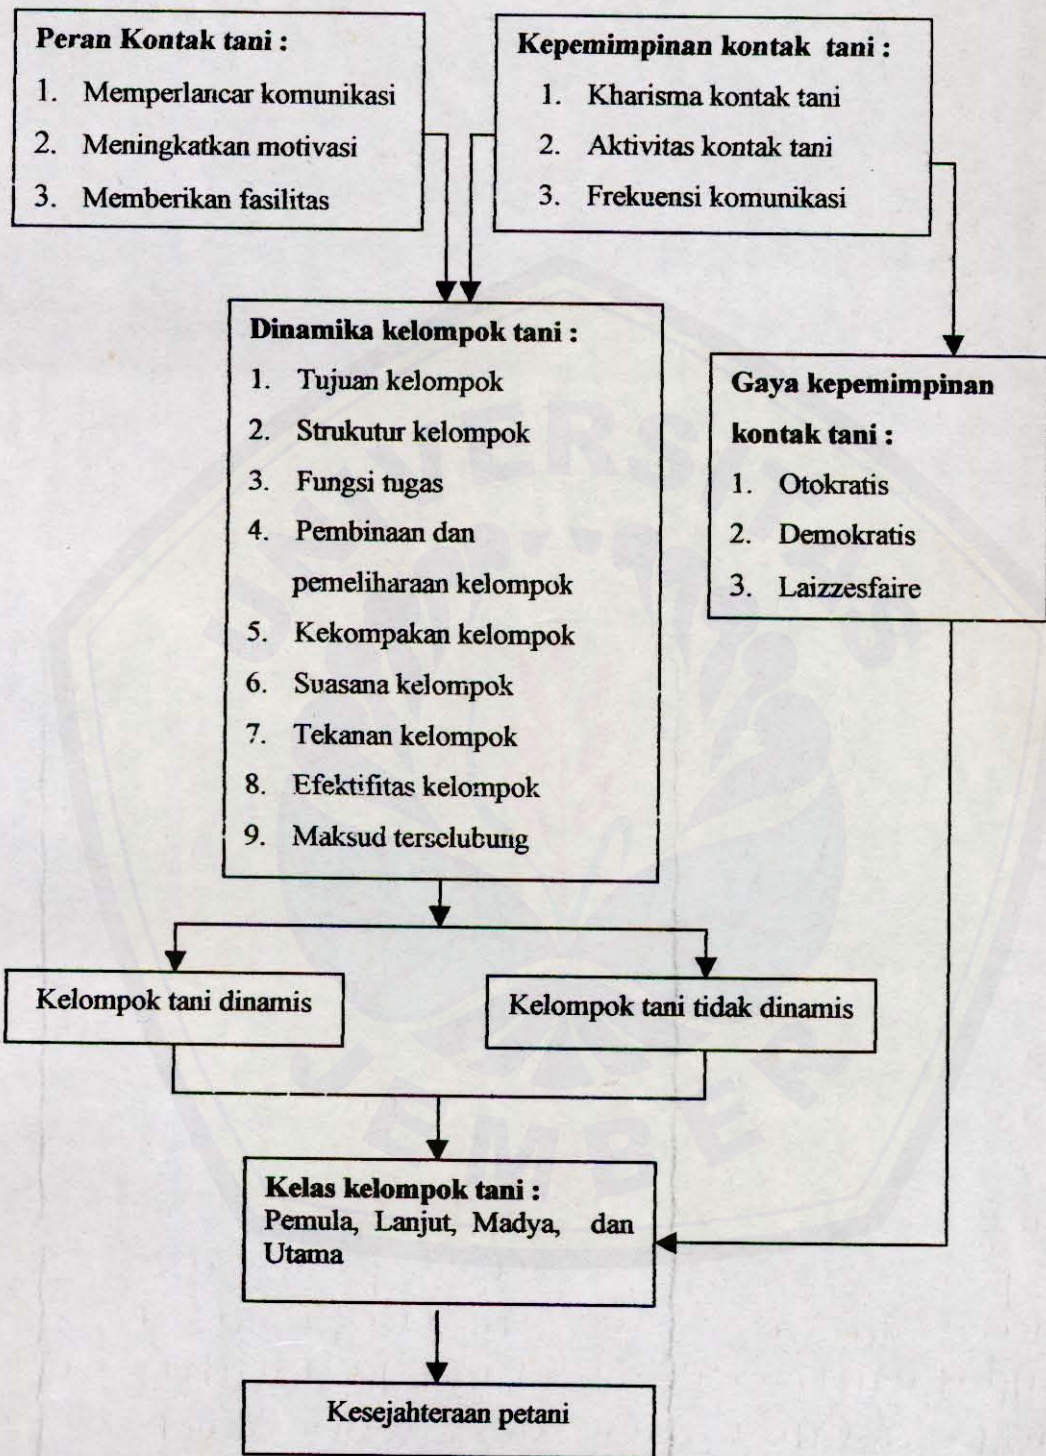 Peran Kontak tani :
1. Memperlancar komunikasi
2. Meningkatkan motivasi
3. Memberikan fasilitas
Kepemimpinan kontak tani :
1. Kharisma kontak tani
2. Aktivitas kontak tani
3. Frekuensi komunikasi
Dinamika kelompok tani :
1. Tujuan kelompok
2. Strukutur kelompok
3. Fungsi tugas
4. Pembinaan dan
pemeliharaan kelompok
5. Kekompakan kelompok
6. Suasana kelompok
7. Tekanan kelompok
8. Efektifitas kelompok
9. Maksud terselubung
Gaya kepemimpinan
kontak tani :
1. Otokratis
2. Demokratis
3. Laizzesfaire
Kelompok tani dinamis
Kelompok tani tidak dinamis
Kelas kelompok tani :
Pemula, Lanjut, Madya, dan
Utama
Kesejahteraan petani
UNIVERSITAS
JEMBER